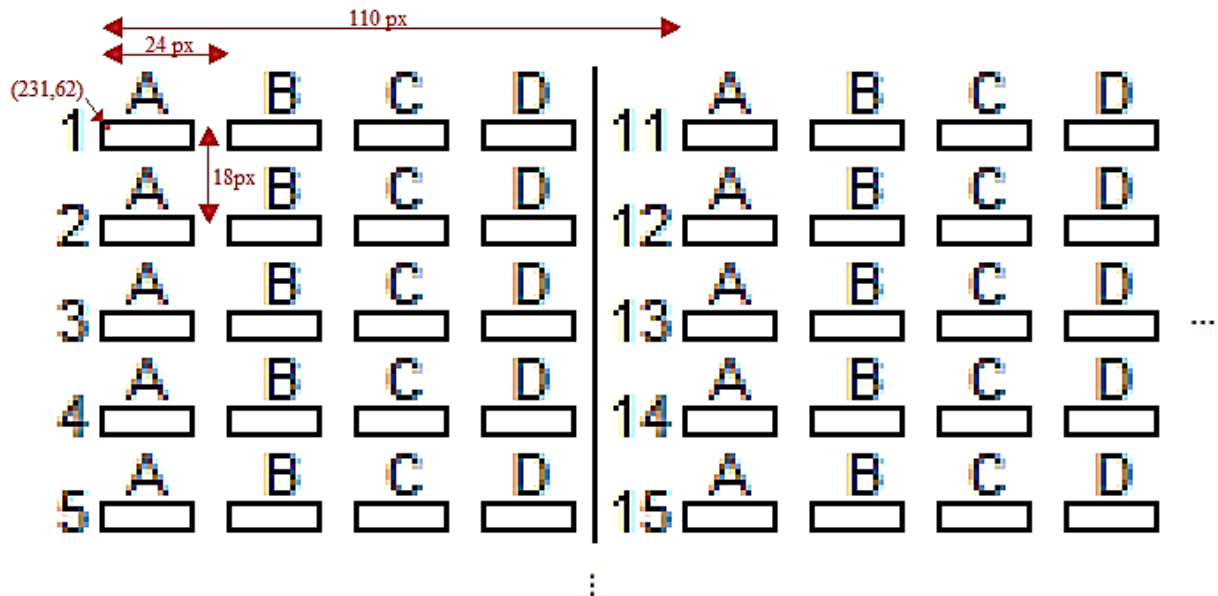 110 px
24 px
(231,62)
A B C D A B C D
1 11
18px
A B C D A B C D
2 12
A B C D A B C D
3 13
...
A B C D A B C D
4 14
A B C D A B C D
5 15
⋮